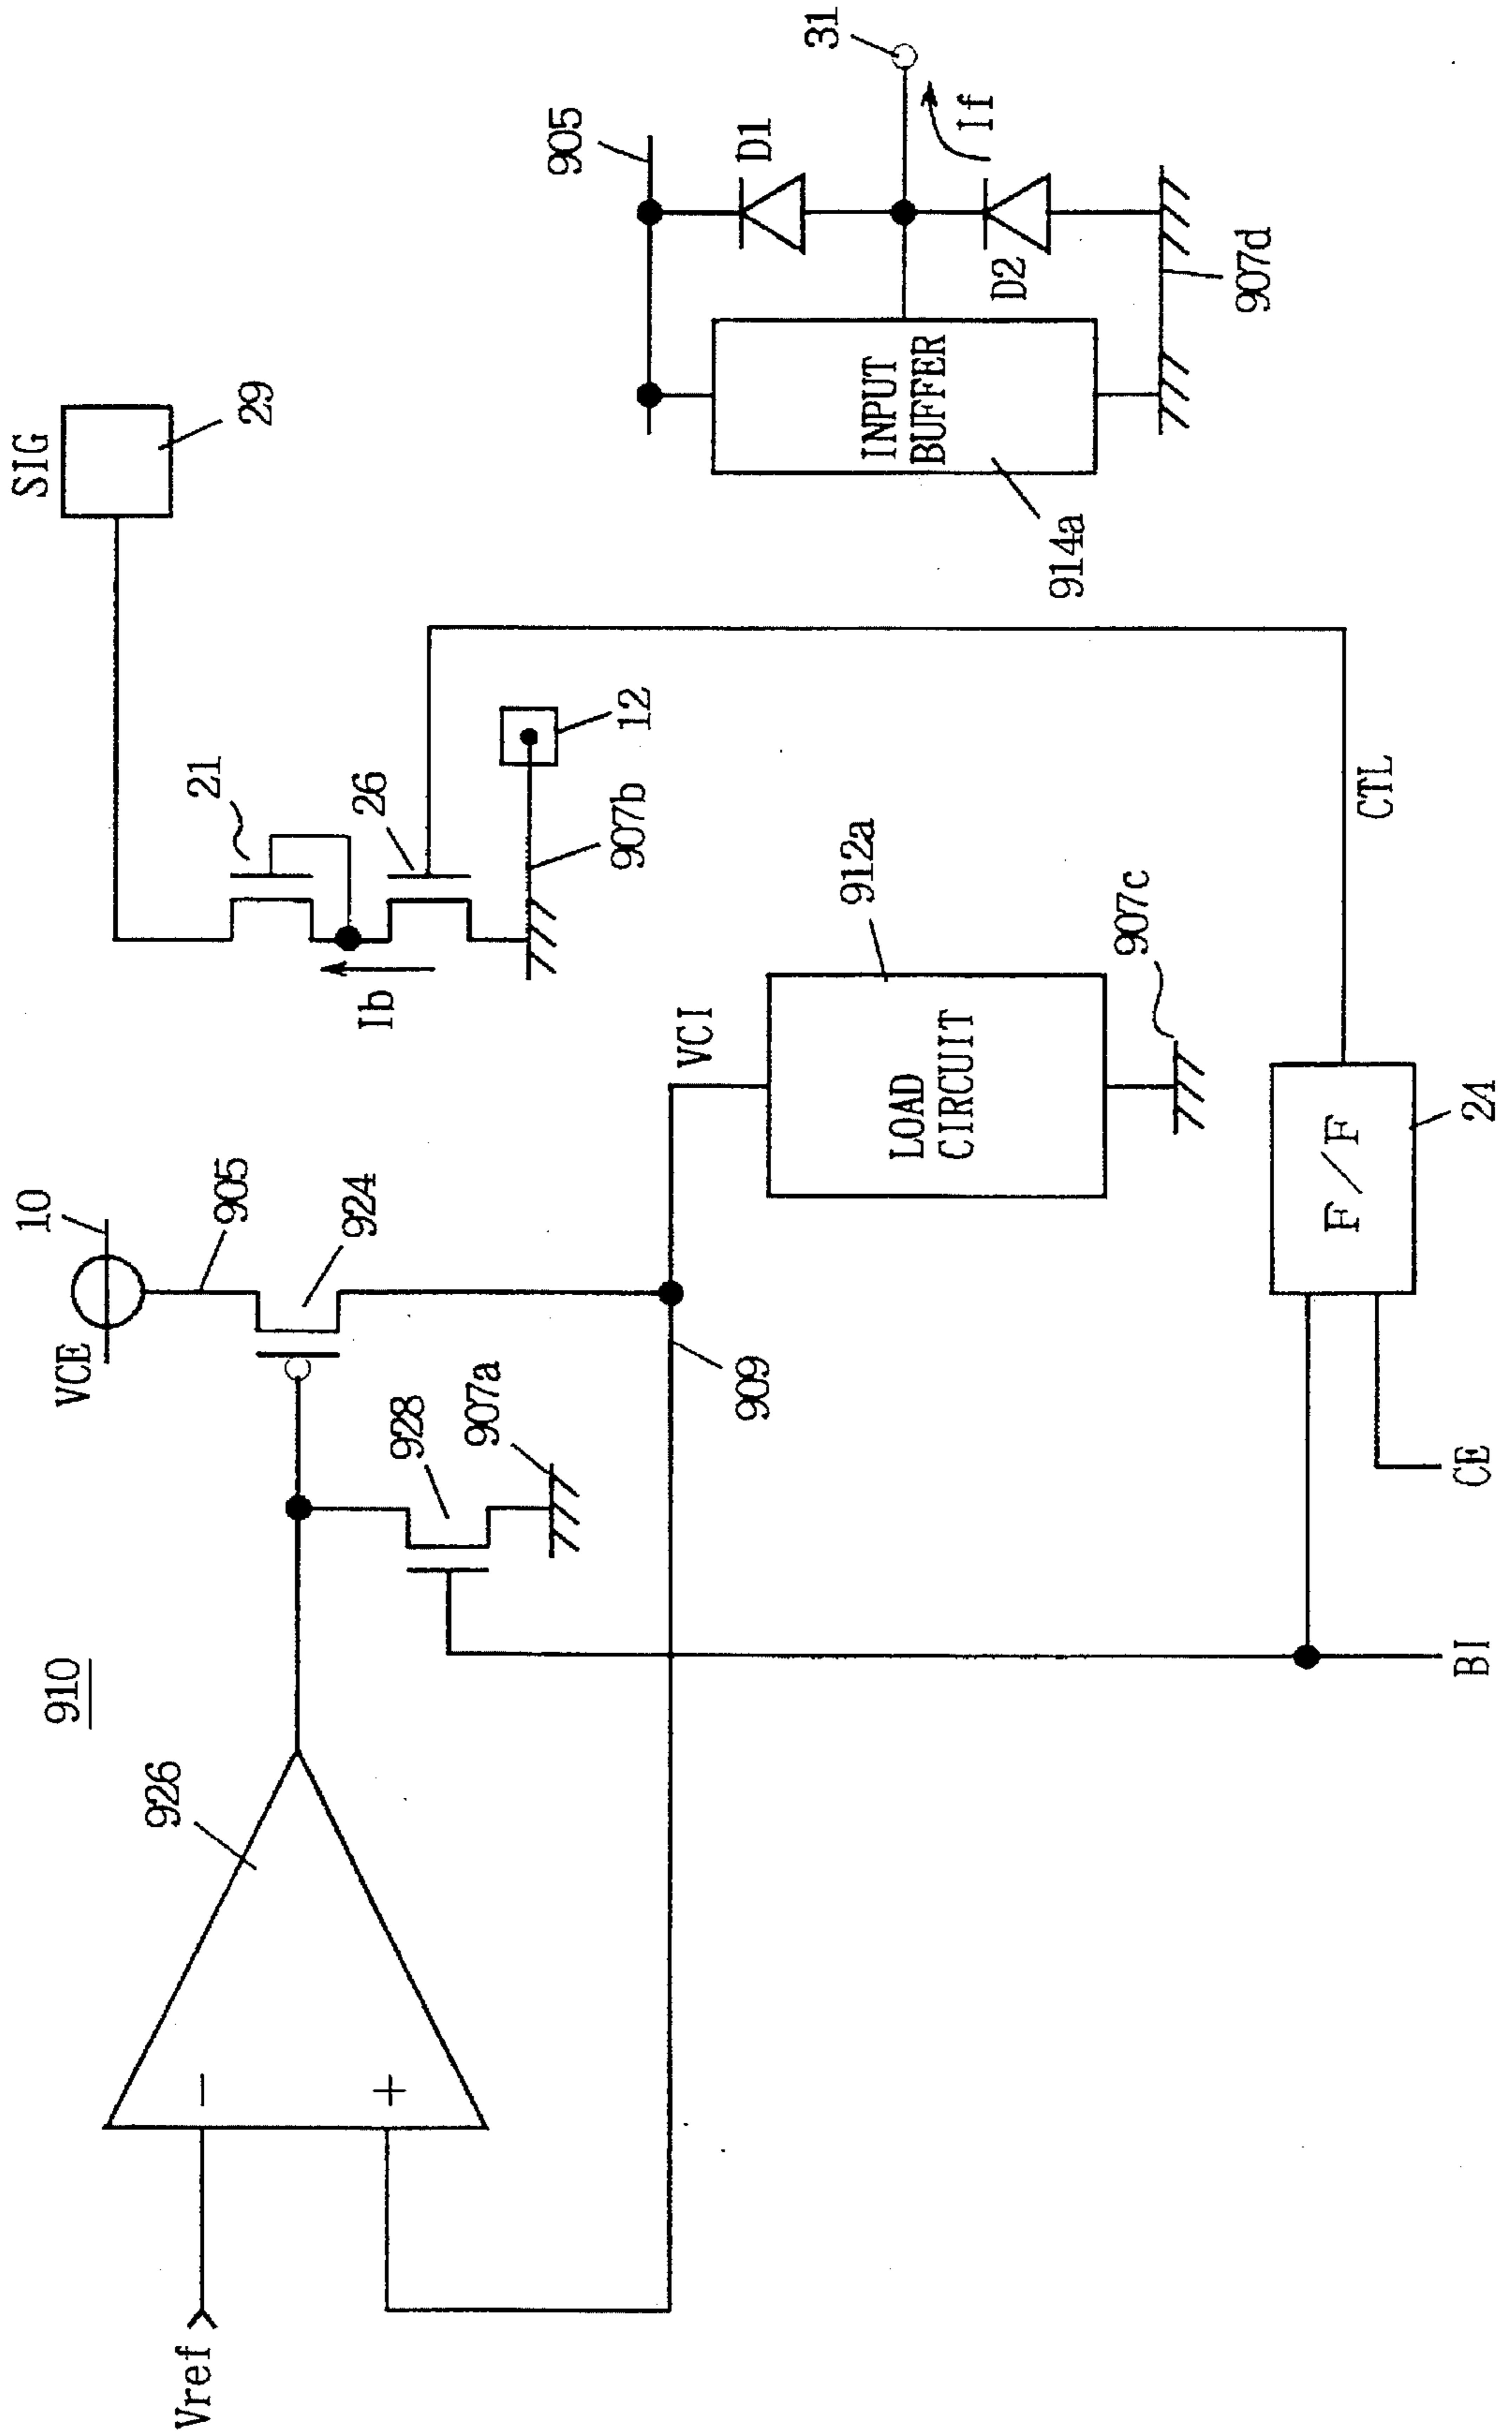 910
Vref
−
+
926
VCE
10
905
924
928
907a
909
BI
CE
F/F
24
CTL
VCI
LOAD
CIRCUIT
912a
907c
SIG
29
21
26
Ib
12
907b
905
D1
D2
If
31
INPUT
BUFFER
914a
907d